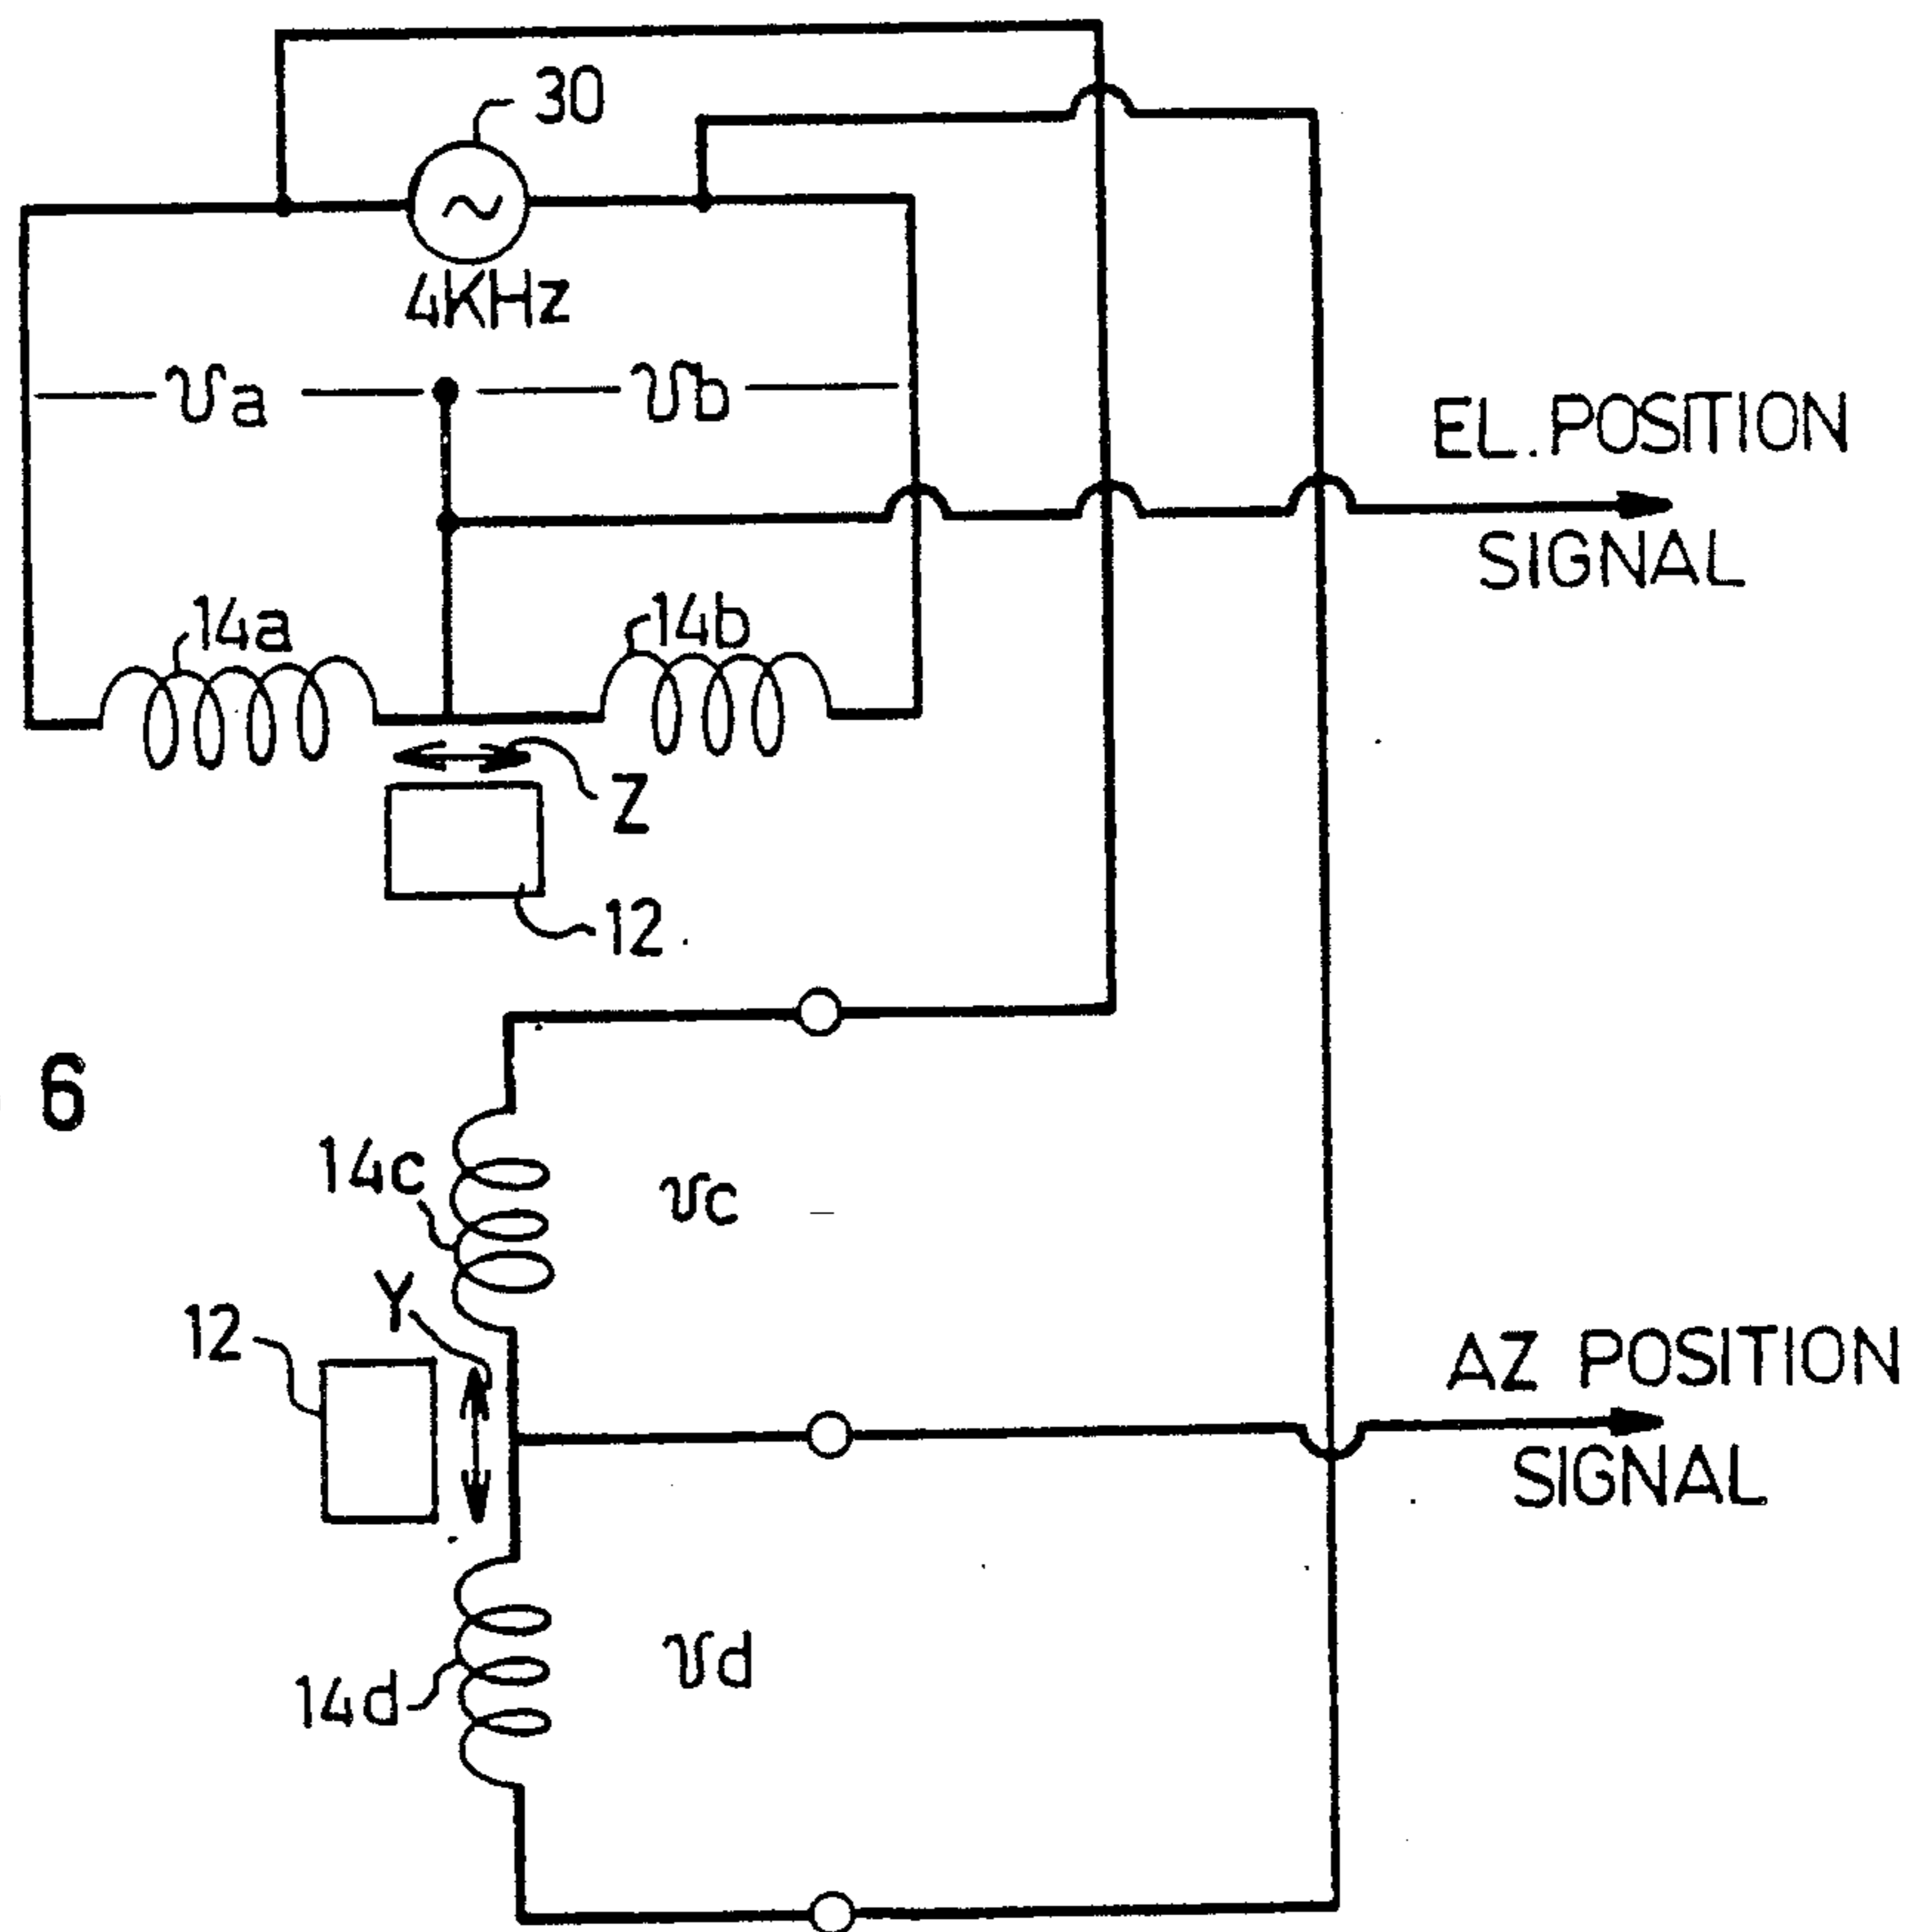 30
4KHz
va
vb
EL. POSITION
SIGNAL
14a
14b
Z
12
6
14c
vc
Y
12
AZ POSITION
SIGNAL
14d
vd